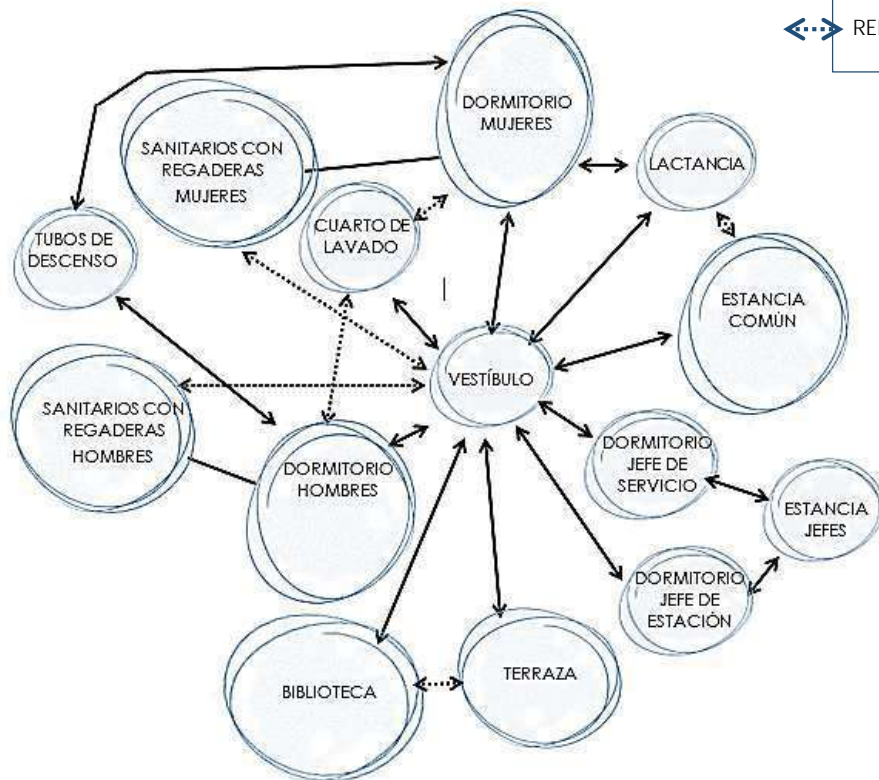 DORMITORIO
MUJERES
SANITARIOS CON
REGADERAS
MUJERES
LACTANCIA
CUARTO DE
LAVADO
TUBOS DE
DESCENSO
ESTANCIA
COMÚN
VESTÍBULO
SANITARIOS CON
REGADERAS
HOMBRES
DORMITORIO
HOMBRES
DORMITORIO
JEFE DE
SERVICIO
ESTANCIA
JEFES
DORMITORIO
JEFE DE
ESTACIÓN
BIBLIOTECA
TERRAZA